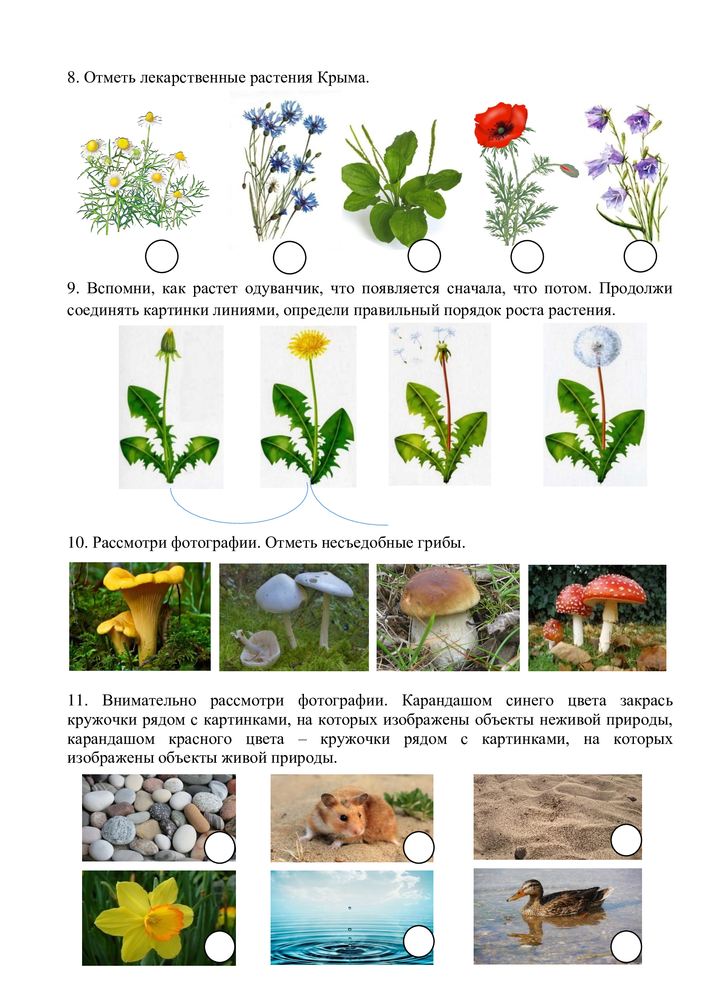 8. Отметь лекарственные растения Крыма.
9. Вспомни, как растет одуванчик, что появляется сначала, что потом. Продолжи
соединять картинки линиями, определи правильный порядок роста растения.
10. Рассмотри фотографии. Отметь несъедобные грибы.
11. Внимательно рассмотри фотографии. Карандашом синего цвета закрась
кружочки рядом с картинками, на которых изображены объекты неживой природы,
карандашом красного цвета – кружочки рядом с картинками, на которых
изображены объекты живой природы.